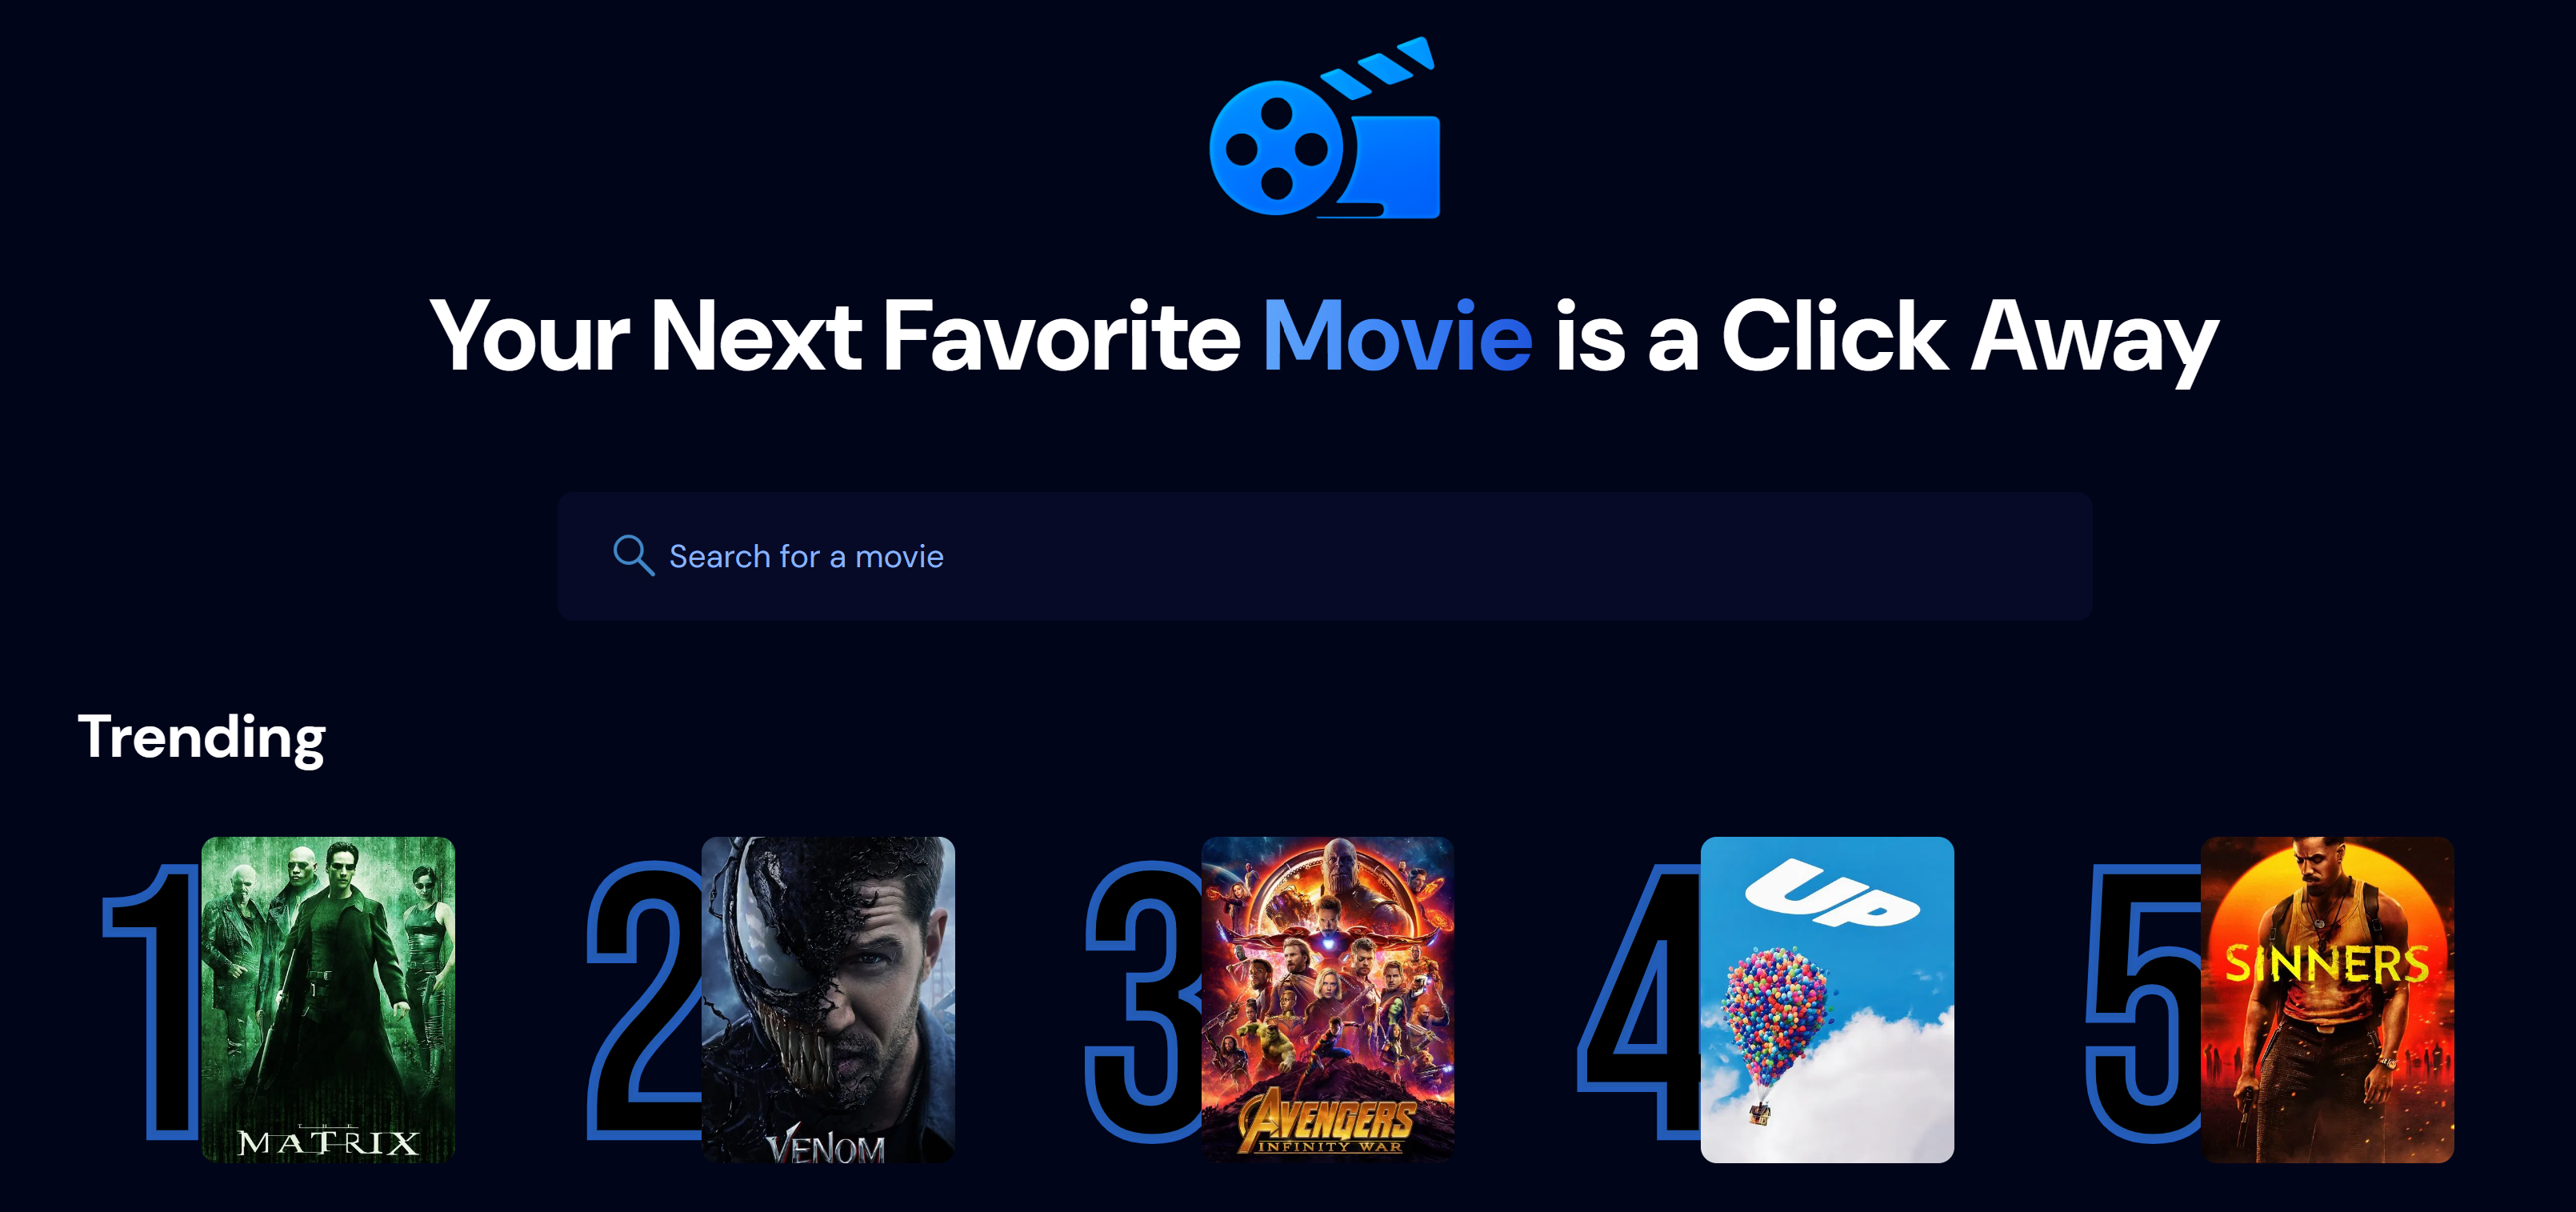 Your Next Favorite Movie is a Click Away
Search for a movie
Trending
1
THE
MATRIX
2
VENOM
3
AVENGERS
INFINITY WAR
4
UP
5
SINNERS